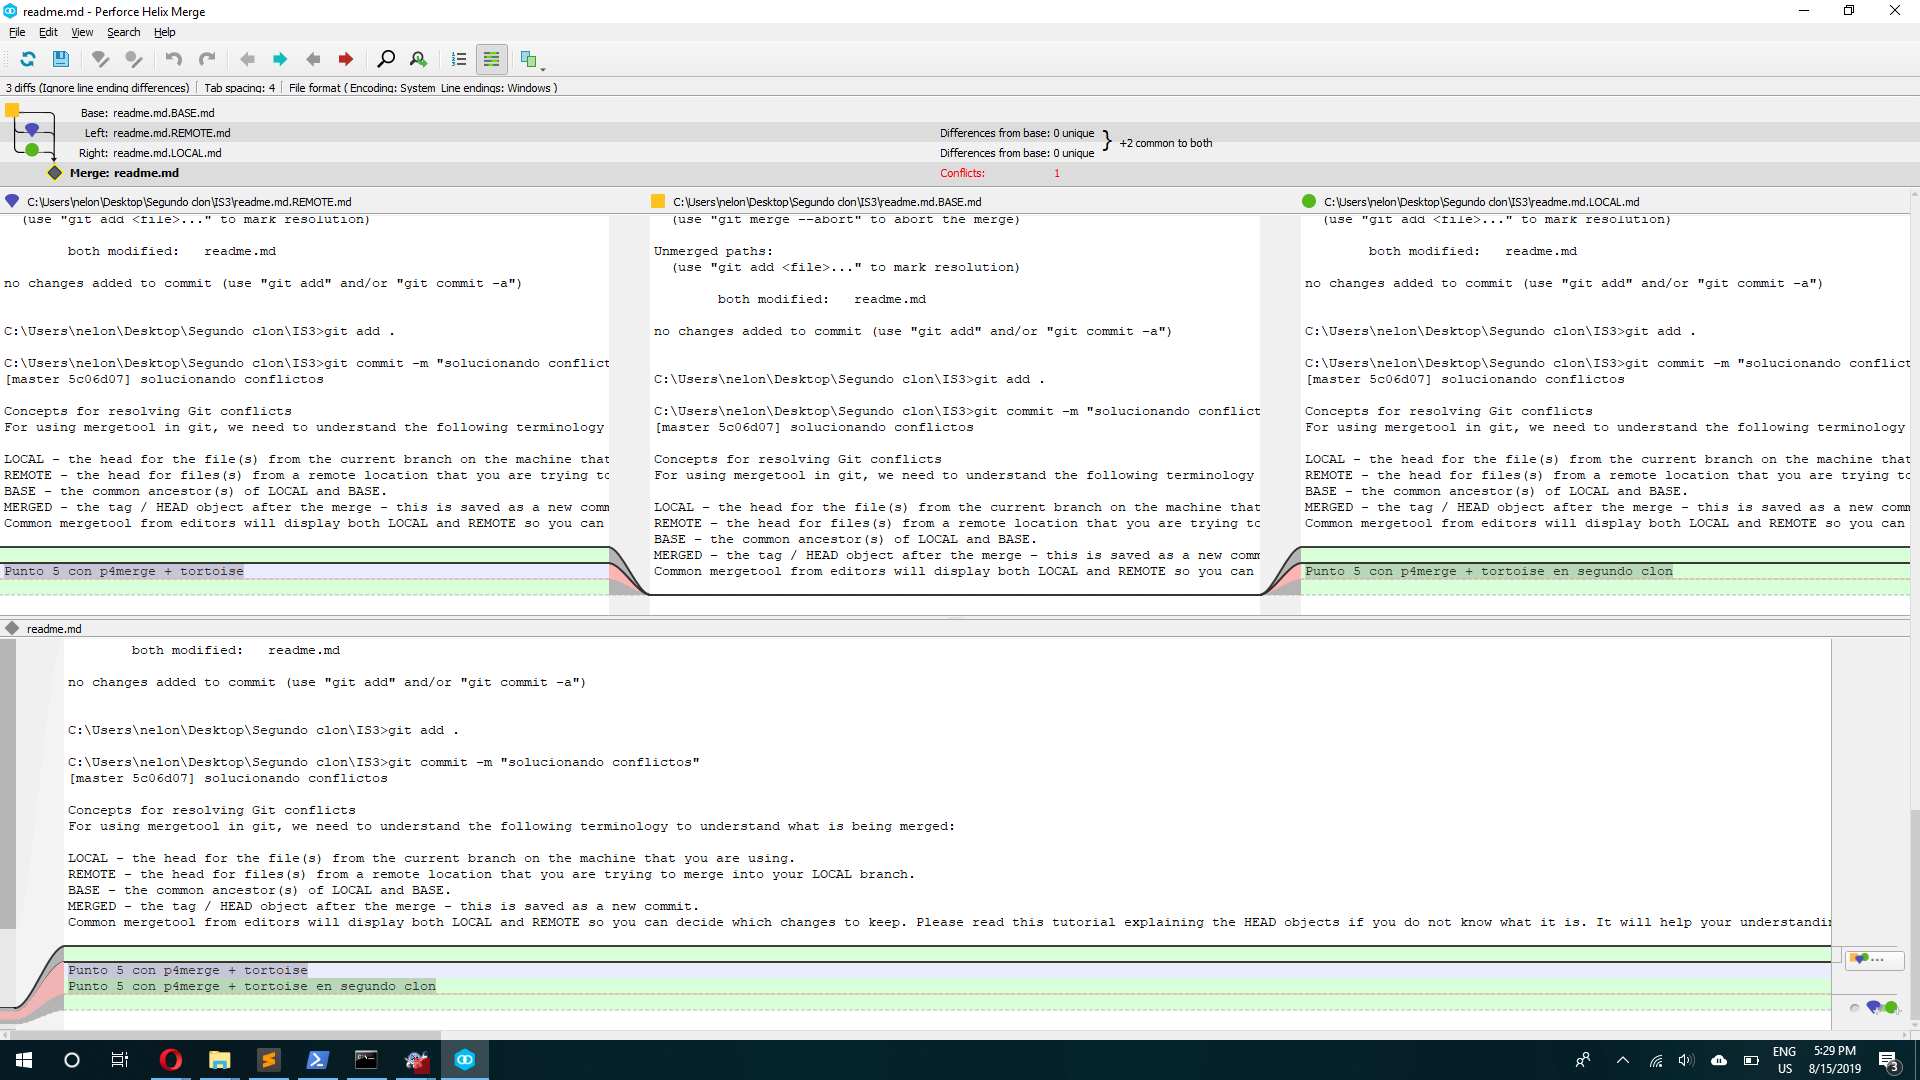 readme.md - Perforce Helix Merge
File Edit View Search Help
3 diffs (Ignore line ending differences) Tab spacing: 4 File format ( Encoding: System Line endings: Windows )
Base: readme.md.BASE.md
Left: readme.md.REMOTE.md Differences from base: 0 unique
Right: readme.md.LOCAL.md Differences from base: 0 unique
} +2 common to both
Merge: readme.md Conflicts: 1
C:\Users\nelon\Desktop\Segundo clon\IS3\readme.md.REMOTE.md
(use "git add <file>..." to mark resolution)
both modified: readme.md
no changes added to commit (use "git add" and/or "git commit -a")
C:\Users\nelon\Desktop\Segundo clon\IS3>git add .
C:\Users\nelon\Desktop\Segundo clon\IS3>git commit -m "solucionando conflict
[master 5c06d07] solucionando conflictos
Concepts for resolving Git conflicts
For using mergetool in git, we need to understand the following terminology
LOCAL - the head for the file(s) from the current branch on the machine that
REMOTE - the head for files(s) from a remote location that you are trying to
BASE - the common ancestor(s) of LOCAL and BASE.
MERGED - the tag / HEAD object after the merge - this is saved as a new comm
Common mergetool from editors will display both LOCAL and REMOTE so you can
Punto 5 con p4merge + tortoise
C:\Users\nelon\Desktop\Segundo clon\IS3\readme.md.BASE.md
(use "git merge --abort" to abort the merge)
Unmerged paths:
(use "git add <file>..." to mark resolution)
both modified: readme.md
no changes added to commit (use "git add" and/or "git commit -a")
C:\Users\nelon\Desktop\Segundo clon\IS3>git add .
C:\Users\nelon\Desktop\Segundo clon\IS3>git commit -m "solucionando conflict
[master 5c06d07] solucionando conflictos
Concepts for resolving Git conflicts
For using mergetool in git, we need to understand the following terminology
LOCAL - the head for the file(s) from the current branch on the machine that
REMOTE - the head for files(s) from a remote location that you are trying to
BASE - the common ancestor(s) of LOCAL and BASE.
MERGED - the tag / HEAD object after the merge - this is saved as a new comm
Common mergetool from editors will display both LOCAL and REMOTE so you can
C:\Users\nelon\Desktop\Segundo clon\IS3\readme.md.LOCAL.md
(use "git add <file>..." to mark resolution)
both modified: readme.md
no changes added to commit (use "git add" and/or "git commit -a")
C:\Users\nelon\Desktop\Segundo clon\IS3>git add .
C:\Users\nelon\Desktop\Segundo clon\IS3>git commit -m "solucionando conflict
[master 5c06d07] solucionando conflictos
Concepts for resolving Git conflicts
For using mergetool in git, we need to understand the following terminology
LOCAL - the head for the file(s) from the current branch on the machine that
REMOTE - the head for files(s) from a remote location that you are trying to
BASE - the common ancestor(s) of LOCAL and BASE.
MERGED - the tag / HEAD object after the merge - this is saved as a new comm
Common mergetool from editors will display both LOCAL and REMOTE so you can
Punto 5 con p4merge + tortoise en segundo clon
readme.md
both modified: readme.md
no changes added to commit (use "git add" and/or "git commit -a")
C:\Users\nelon\Desktop\Segundo clon\IS3>git add .
C:\Users\nelon\Desktop\Segundo clon\IS3>git commit -m "solucionando conflictos"
[master 5c06d07] solucionando conflictos
Concepts for resolving Git conflicts
For using mergetool in git, we need to understand the following terminology to understand what is being merged:
LOCAL - the head for the file(s) from the current branch on the machine that you are using.
REMOTE - the head for files(s) from a remote location that you are trying to merge into your LOCAL branch.
BASE - the common ancestor(s) of LOCAL and BASE.
MERGED - the tag / HEAD object after the merge - this is saved as a new commit.
Common mergetool from editors will display both LOCAL and REMOTE so you can decide which changes to keep. Please read this tutorial explaining the HEAD objects if you do not know what it is. It will help your understandin
Punto 5 con p4merge + tortoise
Punto 5 con p4merge + tortoise en segundo clon
ENG
US
5:29 PM
8/15/2019
3